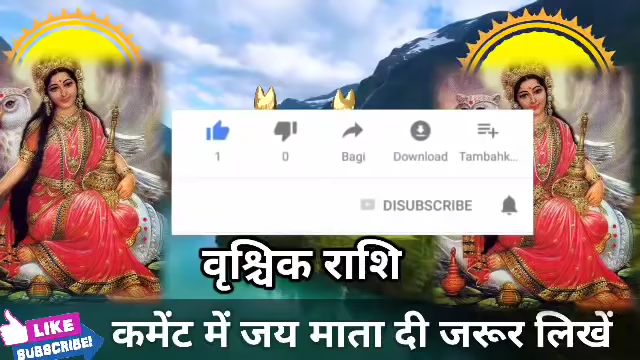 1 0 Bagi Download Tambahk...
DISUBSCRIBE
वृश्चिक राशि
LIKE
SUBSCRIBE!
कमेंट में जय माता दी जरूर लिखें